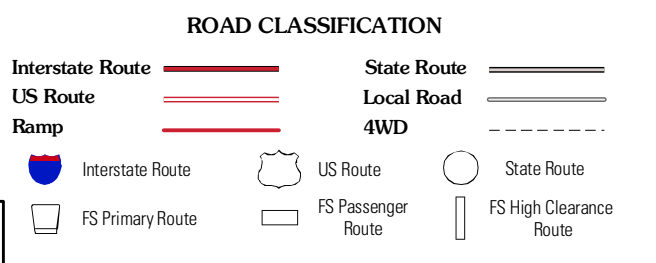 ROAD CLASSIFICATION
Interstate Route
State Route
US Route
Local Road
Ramp
4WD
Interstate Route
US Route
State Route
FS Primary Route
FS Passenger
Route
FS High Clearance
Route